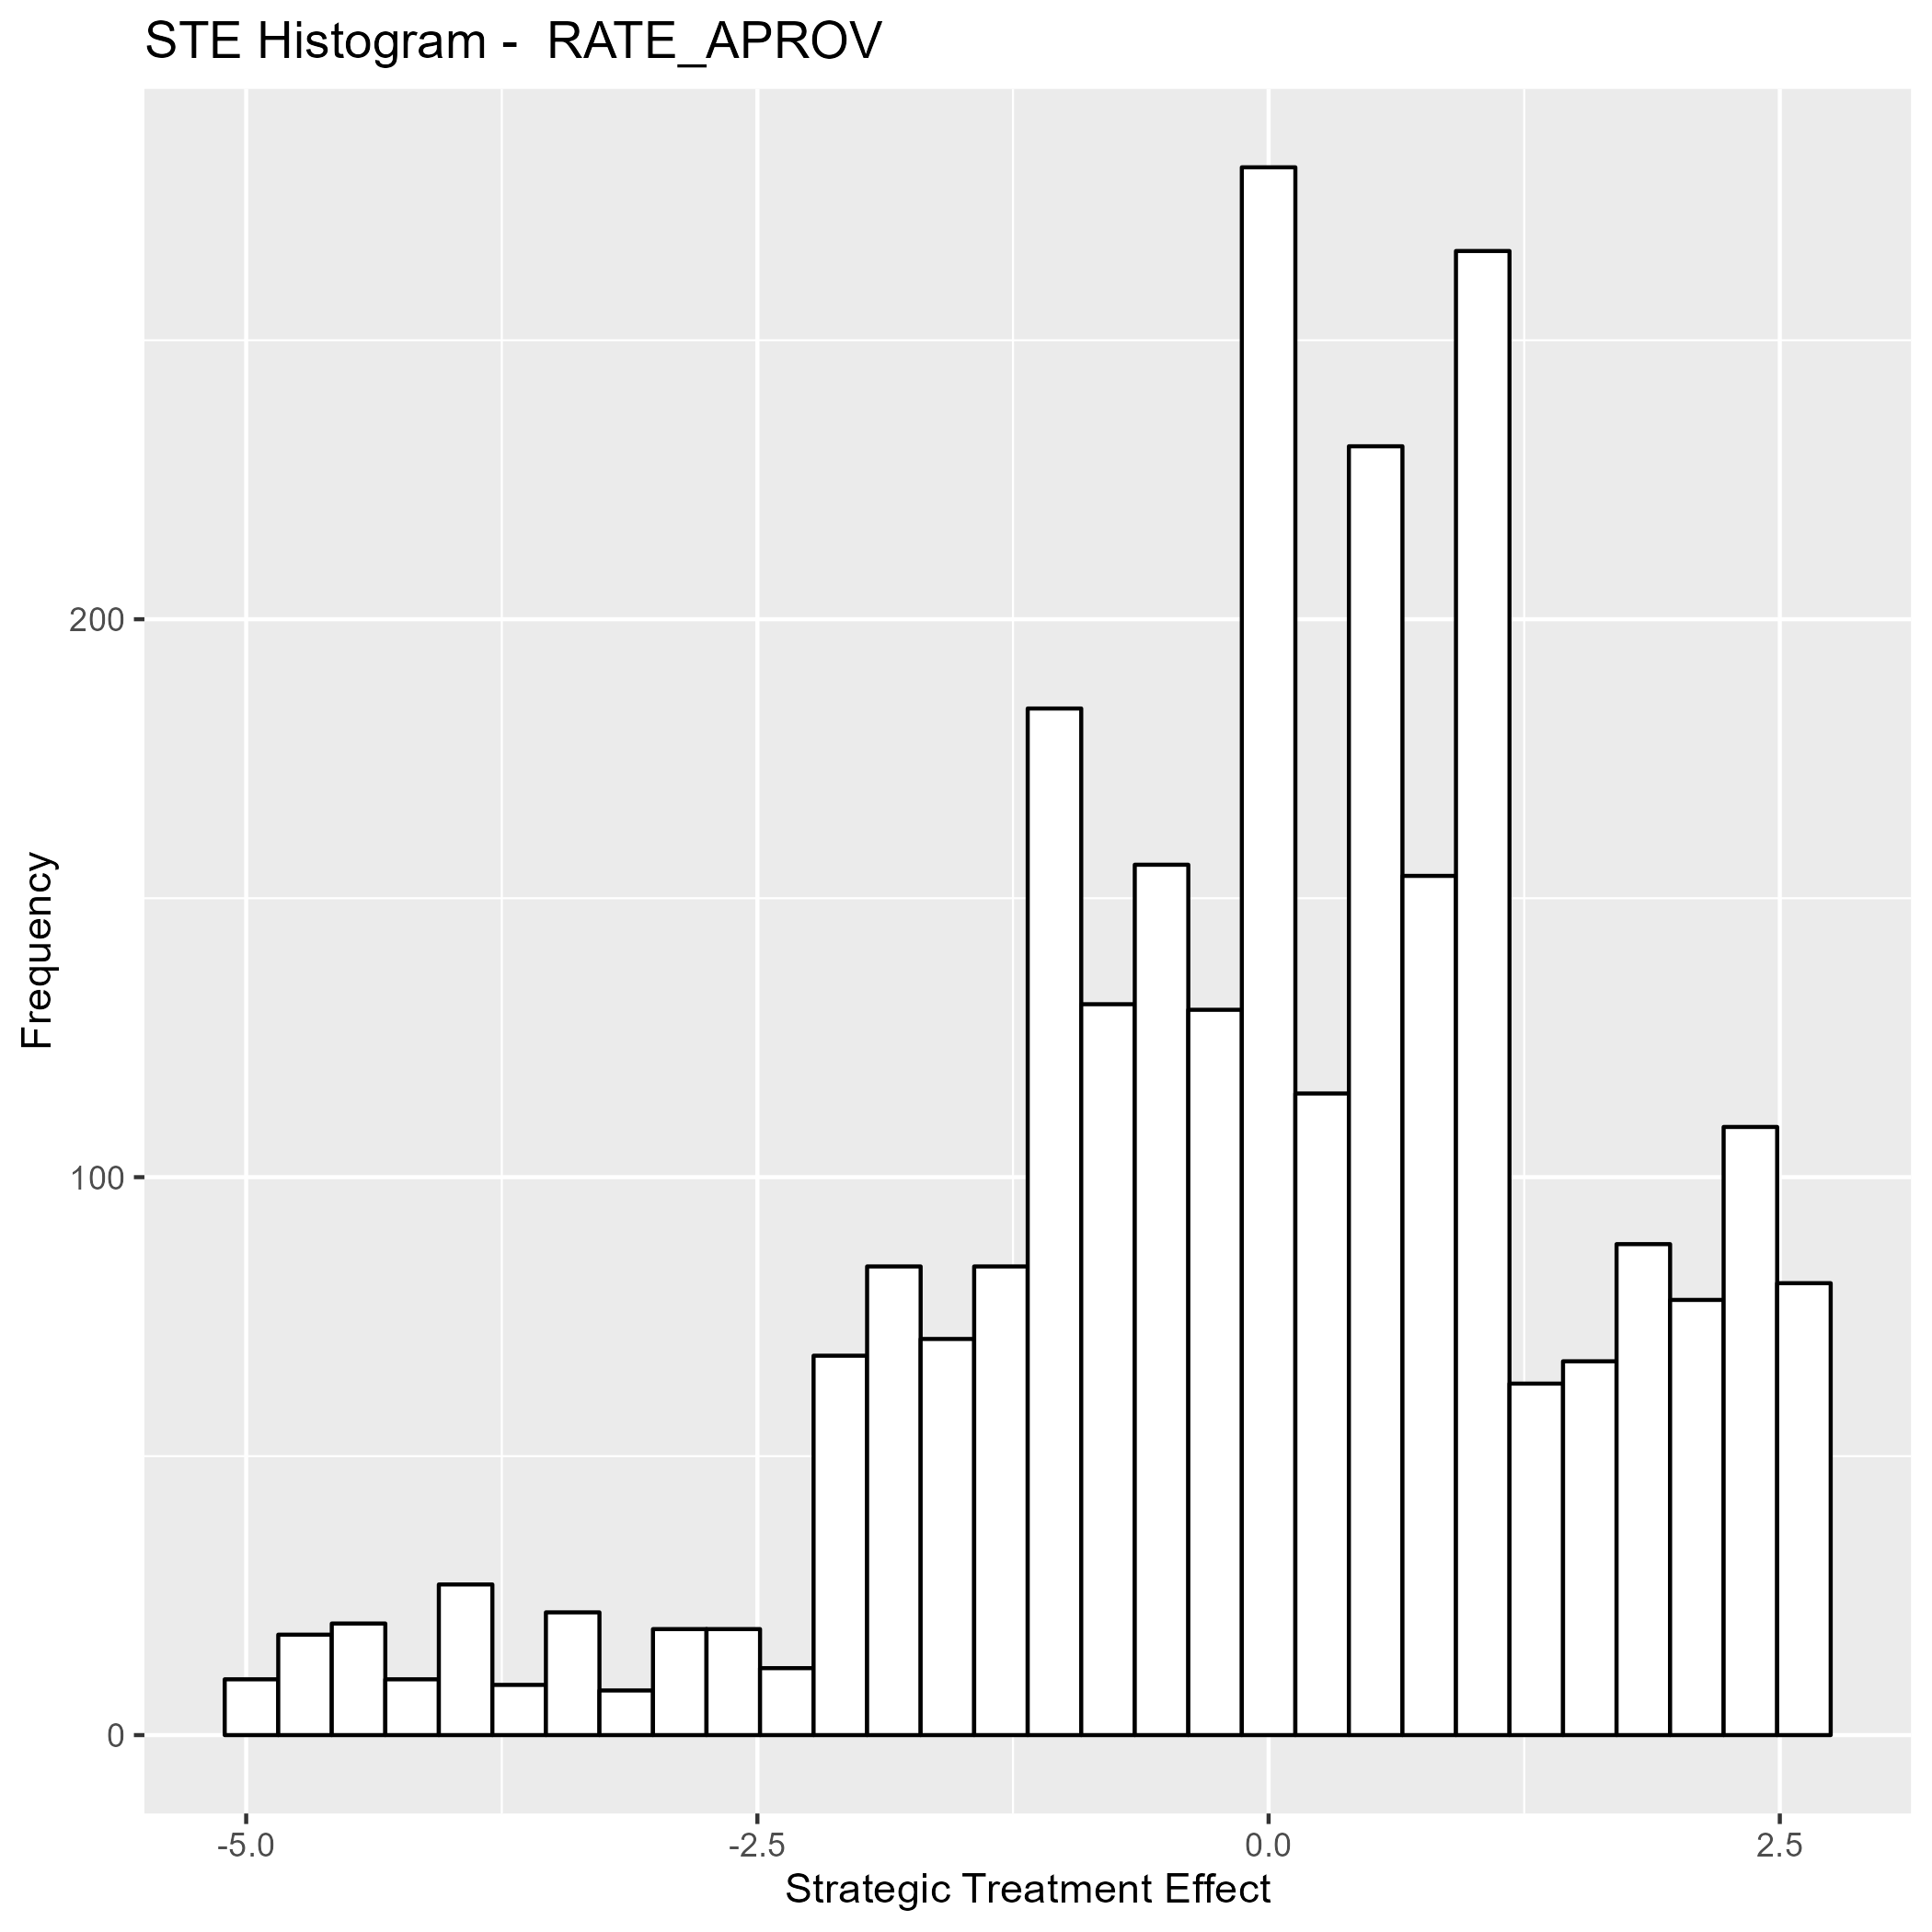 STE Histogram -  RATE_APROV
Frequency
200
100
0
-5.0
-2.5
0.0
2.5
Strategic Treatment Effect